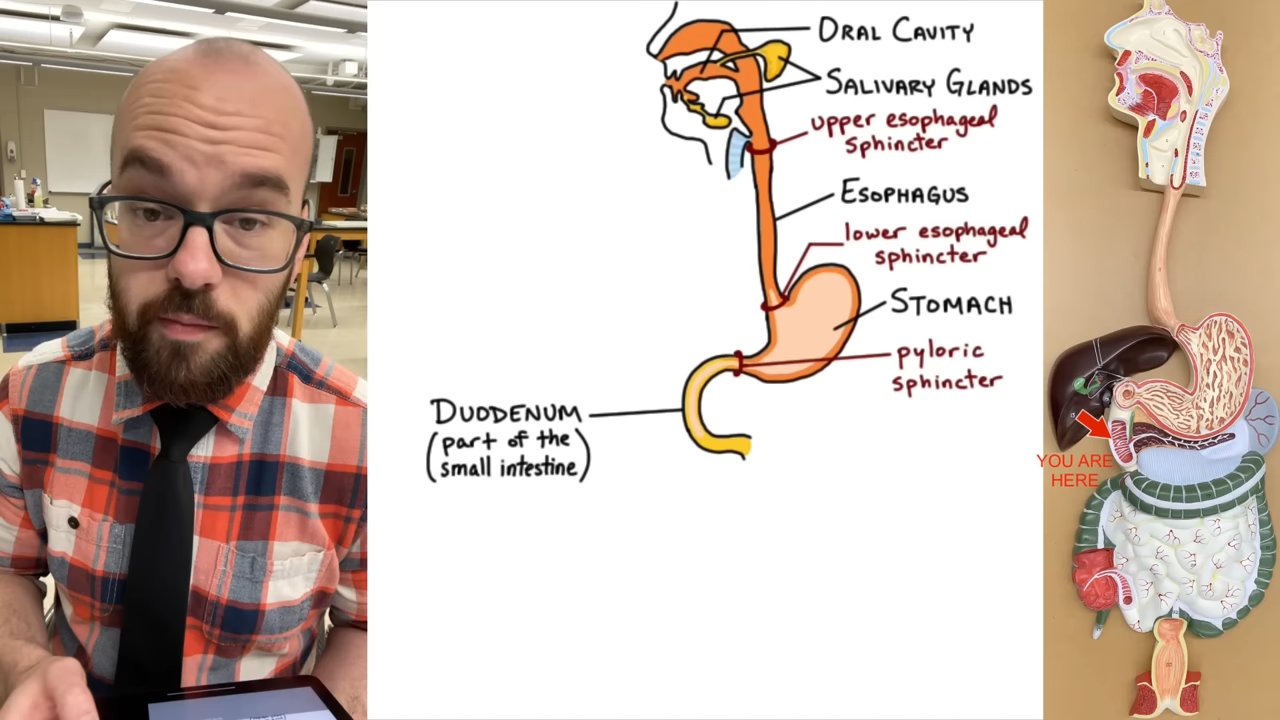 ORAL CAVITY
SALIVARY GLANDS
upper esophageal
sphincter
ESOPHAGUS
lower esophageal
sphincter
STOMACH
pyloric
sphincter
DUODENUM
(part of the
small intestine)
YOU ARE
HERE